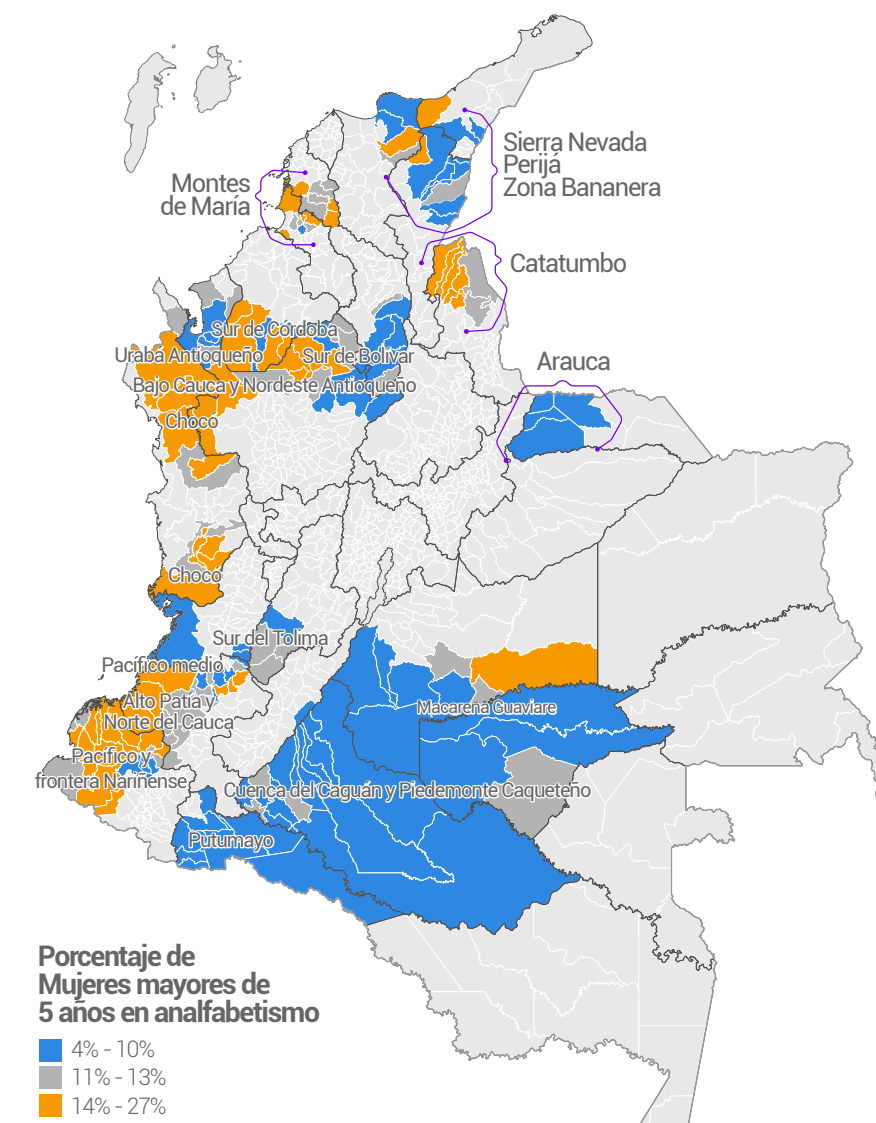 Sierra Nevada
Perijá
Zona Bananera
Montes
de María
Catatumbo
Sur de Córdoba
Urabá Antioqueño
Sur de Bolívar
Arauca
Bajo Cauca y Nordeste Antioqueño
Chocó
Chocó
Sur del Tolima
Pacífico medio
Alto Patía y
Norte del Cauca
Macarena Guaviare
Pacífico y
frontera Nariñense
Cuenca del Caguán y Piedemonte Caqueteño
Putumayo
Porcentaje de
Mujeres mayores de
5 años en analfabetismo
4% - 10%
11% - 13%
14% - 27%